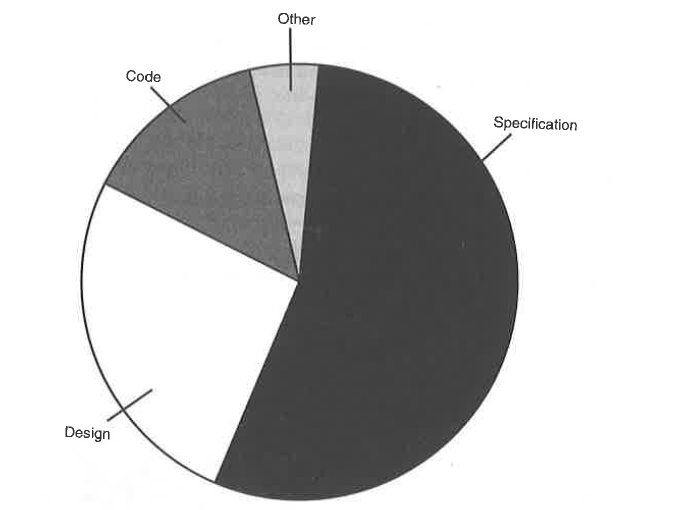 Other
Code
Specification
Design